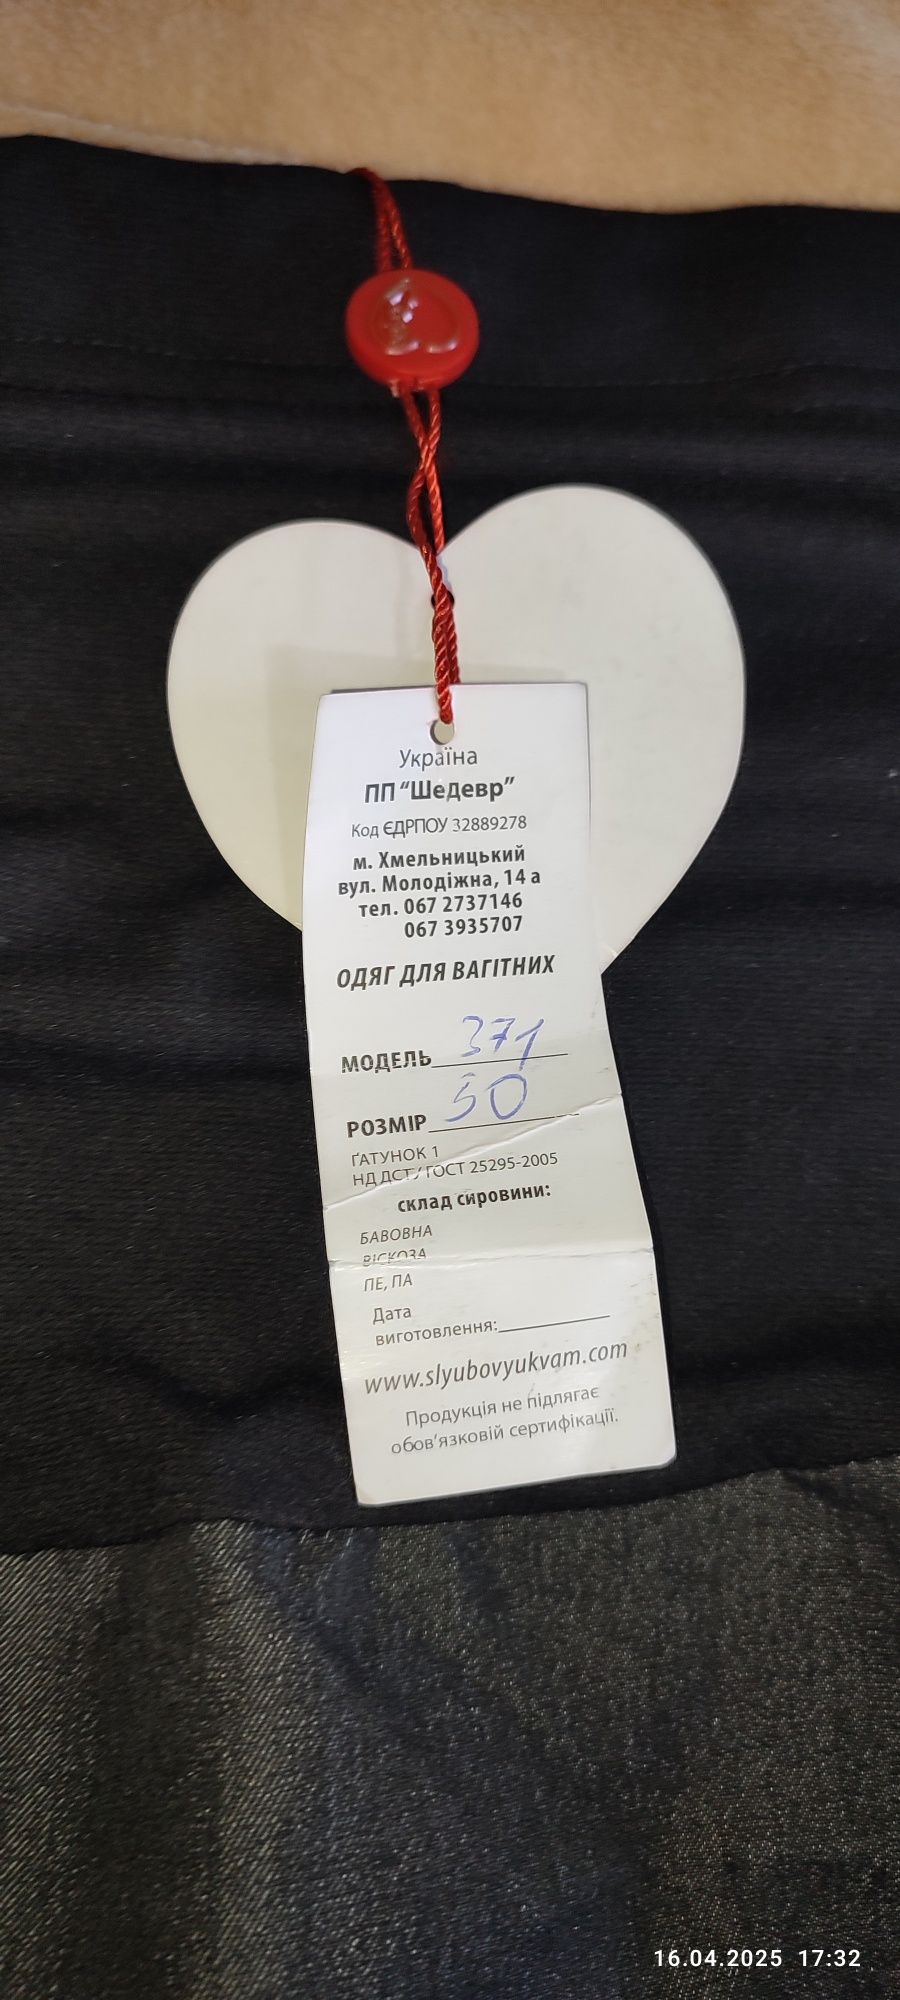 Україна
ПП “Шедевр”
Код ЄДРПОУ 32889278
м. Хмельницький
вул. Молодіжна, 14 а
тел. 067 2737146
067 3935707
ОДЯГ ДЛЯ ВАГІТНИХ
МОДЕЛЬ 371
РОЗМІР 50
ҐАТУНОК 1
НД ДСТУ ГОСТ 25295-2005
склад сировини:
БАВОВНА
ВІСКОЗА
ПЕ, ПА
Дата
виготовлення:
www.slyubovyukvam.com
Продукція не підлягає
обов’язковій сертифікації.
16.04.2025 17:32